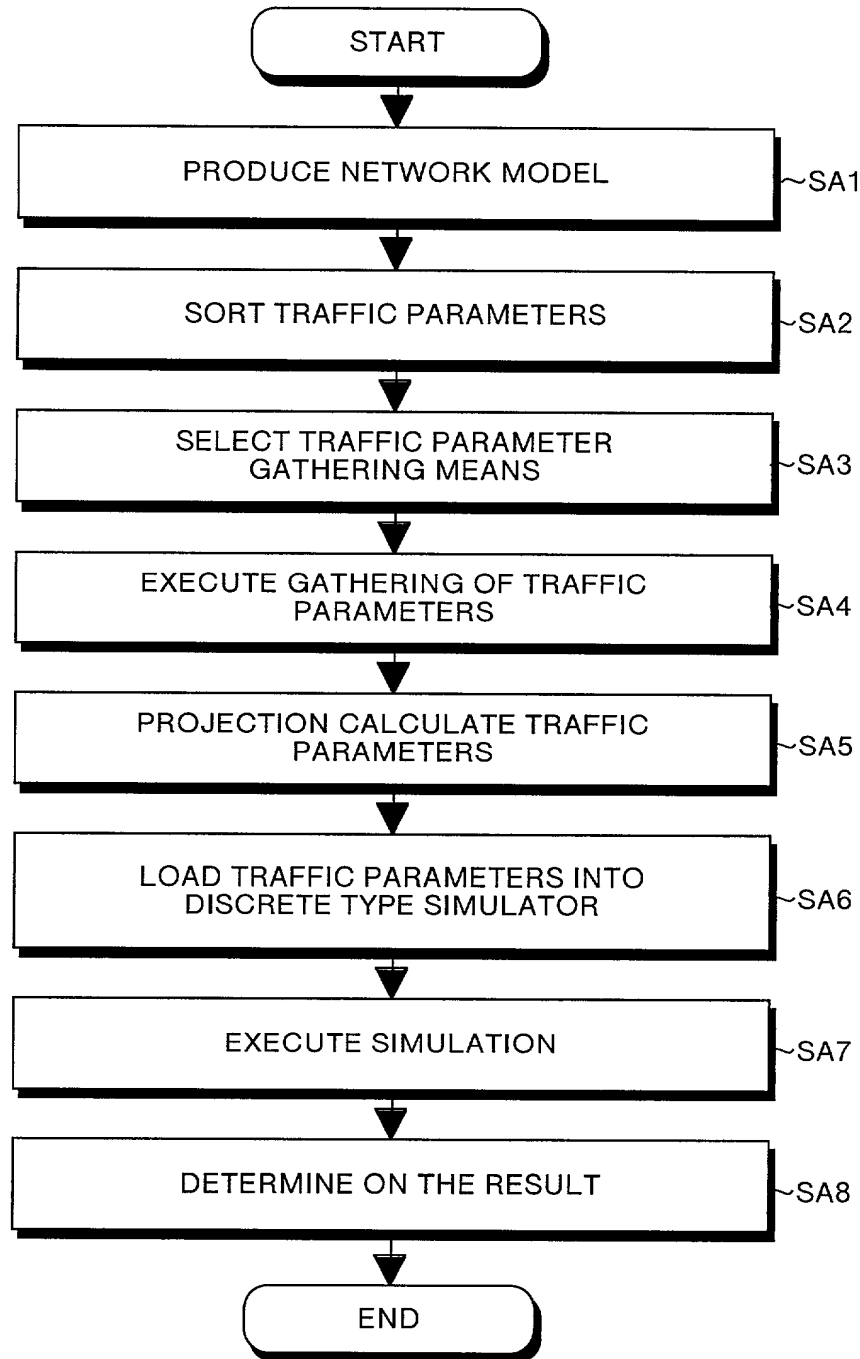 START
PRODUCE NETWORK MODEL
SA1
SORT TRAFFIC PARAMETERS
SA2
SELECT TRAFFIC PARAMETER
GATHERING MEANS
SA3
EXECUTE GATHERING OF TRAFFIC
PARAMETERS
SA4
PROJECTION CALCULATE TRAFFIC
PARAMETERS
SA5
LOAD TRAFFIC PARAMETERS INTO
DISCRETE TYPE SIMULATOR
SA6
EXECUTE SIMULATION
SA7
DETERMINE ON THE RESULT
SA8
END